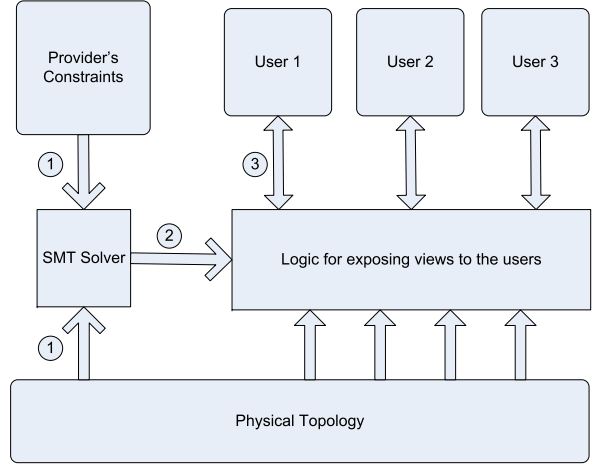 Provider's
Constraints
User 1
User 2
User 3
1
3
SMT Solver
2
Logic for exposing views to the users
1
Physical Topology